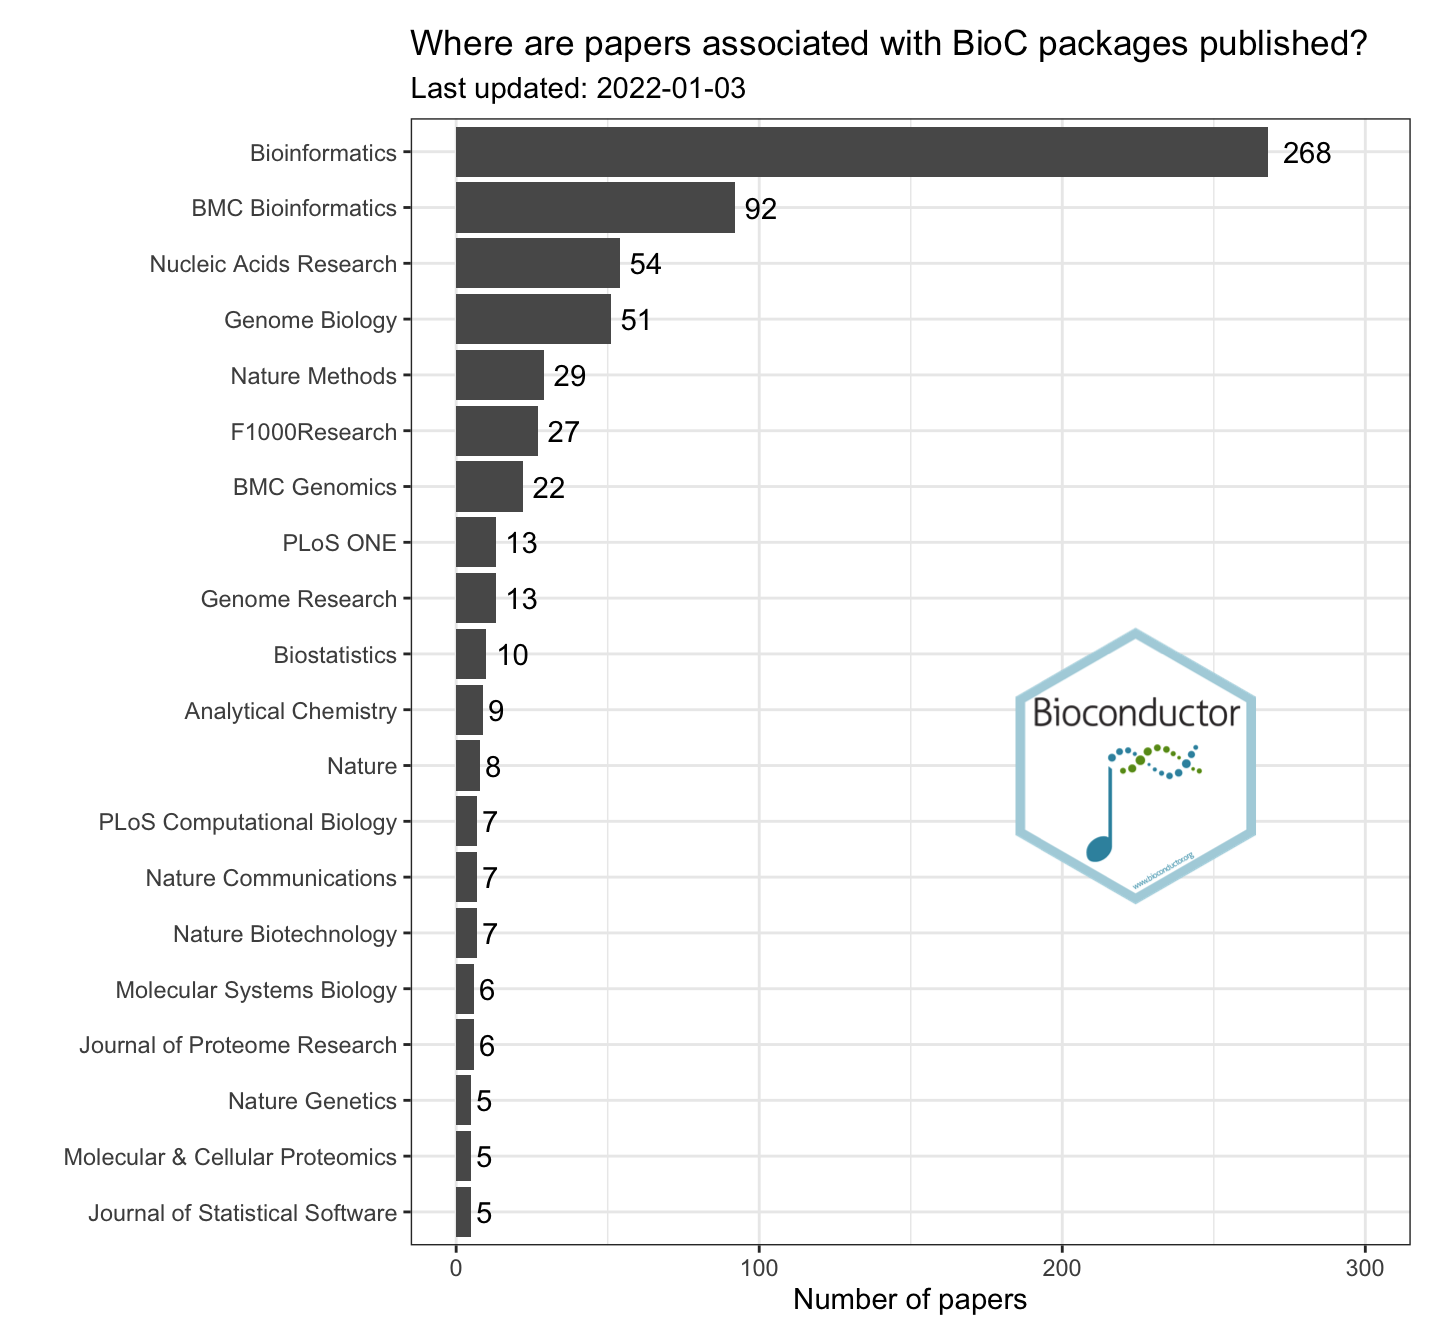 Where are papers associated with BioC packages published?
Last updated: 2022-01-03
Bioinformatics 268
BMC Bioinformatics 92
Nucleic Acids Research 54
Genome Biology 51
Nature Methods 29
F1000Research 27
BMC Genomics 22
PLoS ONE 13
Genome Research 13
Biostatistics 10
Analytical Chemistry 9
Nature 8
PLoS Computational Biology 7
Nature Communications 7
Nature Biotechnology 7
Molecular Systems Biology 6
Journal of Proteome Research 6
Nature Genetics 5
Molecular & Cellular Proteomics 5
Journal of Statistical Software 5
0 100 200 300
Number of papers
Bioconductor
www.bioconductor.org